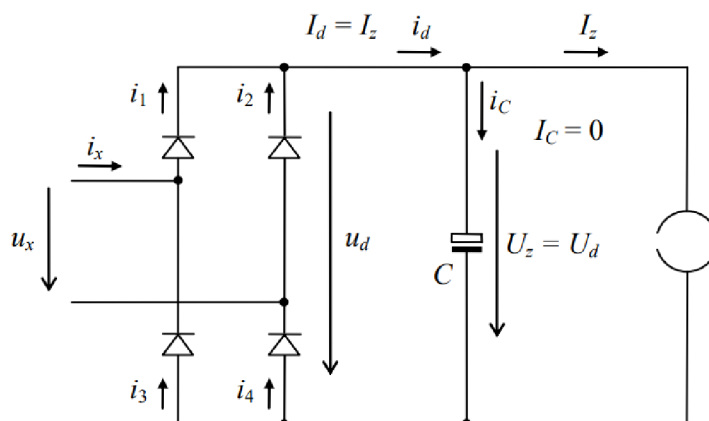 I_d = I_z i_d I_z
i_1 i_2 i_C
I_C = 0
i_x
u_x u_d U_z = U_d
C
i_3 i_4